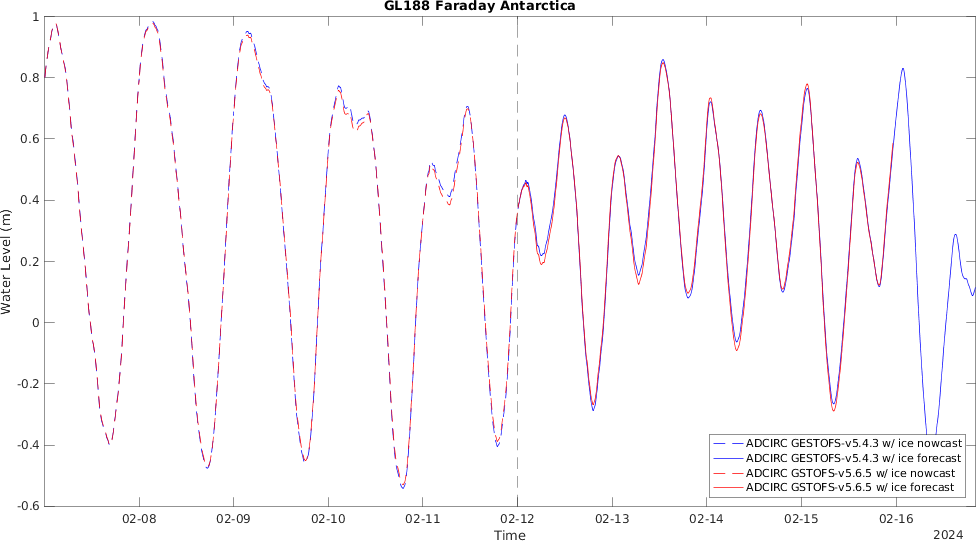 GL188 Faraday Antarctica
1
0.8
0.6
0.4
0.2
0
-0.2
-0.4
-0.6
Water Level (m)
ADCIRC GESTOFS-v5.4.3 w/ ice nowcast
ADCIRC GESTOFS-v5.4.3 w/ ice forecast
ADCIRC GSTOFS-v5.6.5 w/ ice nowcast
ADCIRC GSTOFS-v5.6.5 w/ ice forecast
02-08 02-09 02-10 02-11 02-12 02-13 02-14 02-15 02-16
Time
2024